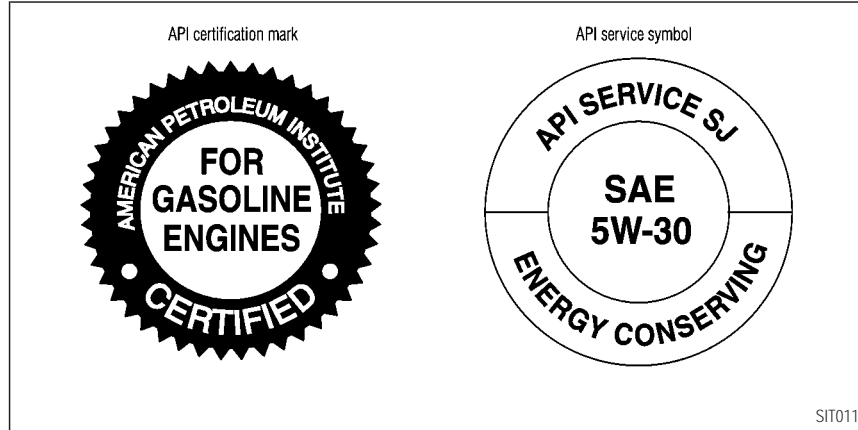 API certification mark
AMERICAN PETROLEUM INSTITUTE
FOR
GASOLINE
ENGINES
CERTIFIED
API service symbol
API SERVICE SJ
SAE
5W-30
ENERGY CONSERVING
SIT011